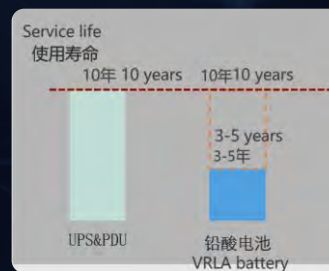 Service life
使用寿命
10年 10 years
10年10 years
3-5 years
3-5年
UPS&PDU
铅酸电池
VRLA battery